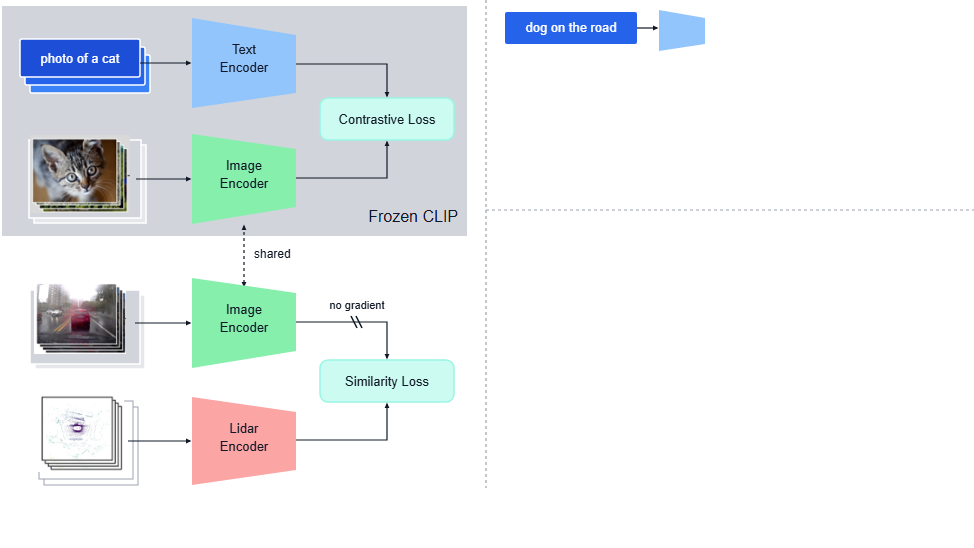 photo of a cat
Text
Encoder
Contrastive Loss
Image
Encoder
Frozen CLIP
shared
Image
Encoder
no gradient
Similarity Loss
Lidar
Encoder
dog on the road